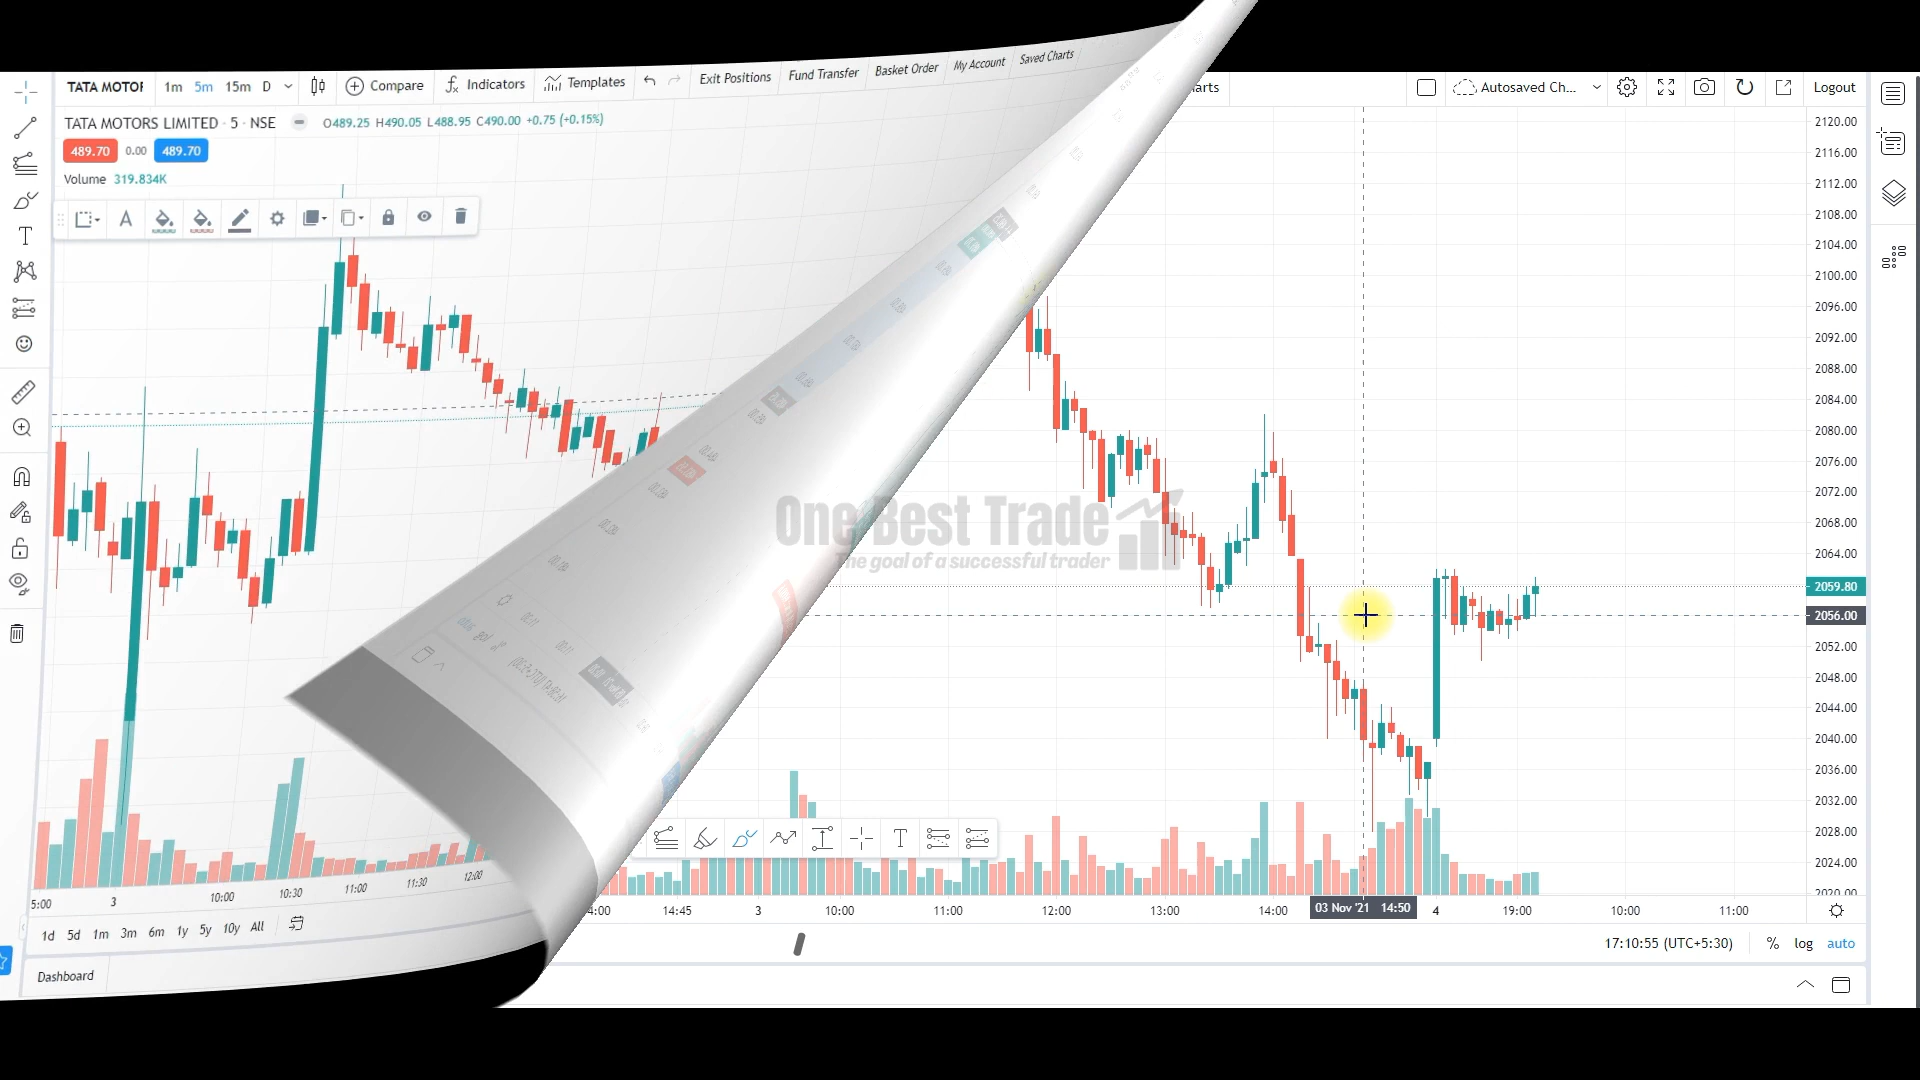 TATA MOTOR 1m 5m 15m D Compare Indicators Templates Exit Positions Fund Transfer Basket Order My Account Saved Charts
arts Autosaved Ch... Logout
TATA MOTORS LIMITED · 5 · NSE O489.25 H490.05 L488.95 C490.00 +0.75 (+0.15%)
489.70 0.00 489.70
Volume 319.834K
2120.00
2116.00
2112.00
2108.00
2104.00
2100.00
2096.00
2092.00
2088.00
2084.00
2080.00
2076.00
2072.00
2068.00
2064.00
2059.80
2056.00
2052.00
2048.00
2044.00
2040.00
2036.00
2032.00
2028.00
2024.00
2020.00
One Best Trade
The goal of a successful trader
5:00 3 10:00 10:30 11:00 11:30 12:00
4:00 14:45 3 10:00 11:00 12:00 13:00 14:00 03 Nov '21 14:50 4 19:00 10:00 11:00
1d 5d 1m 3m 6m 1y 5y 10y All
17:10:55 (UTC+5:30) % log auto
Dashboard